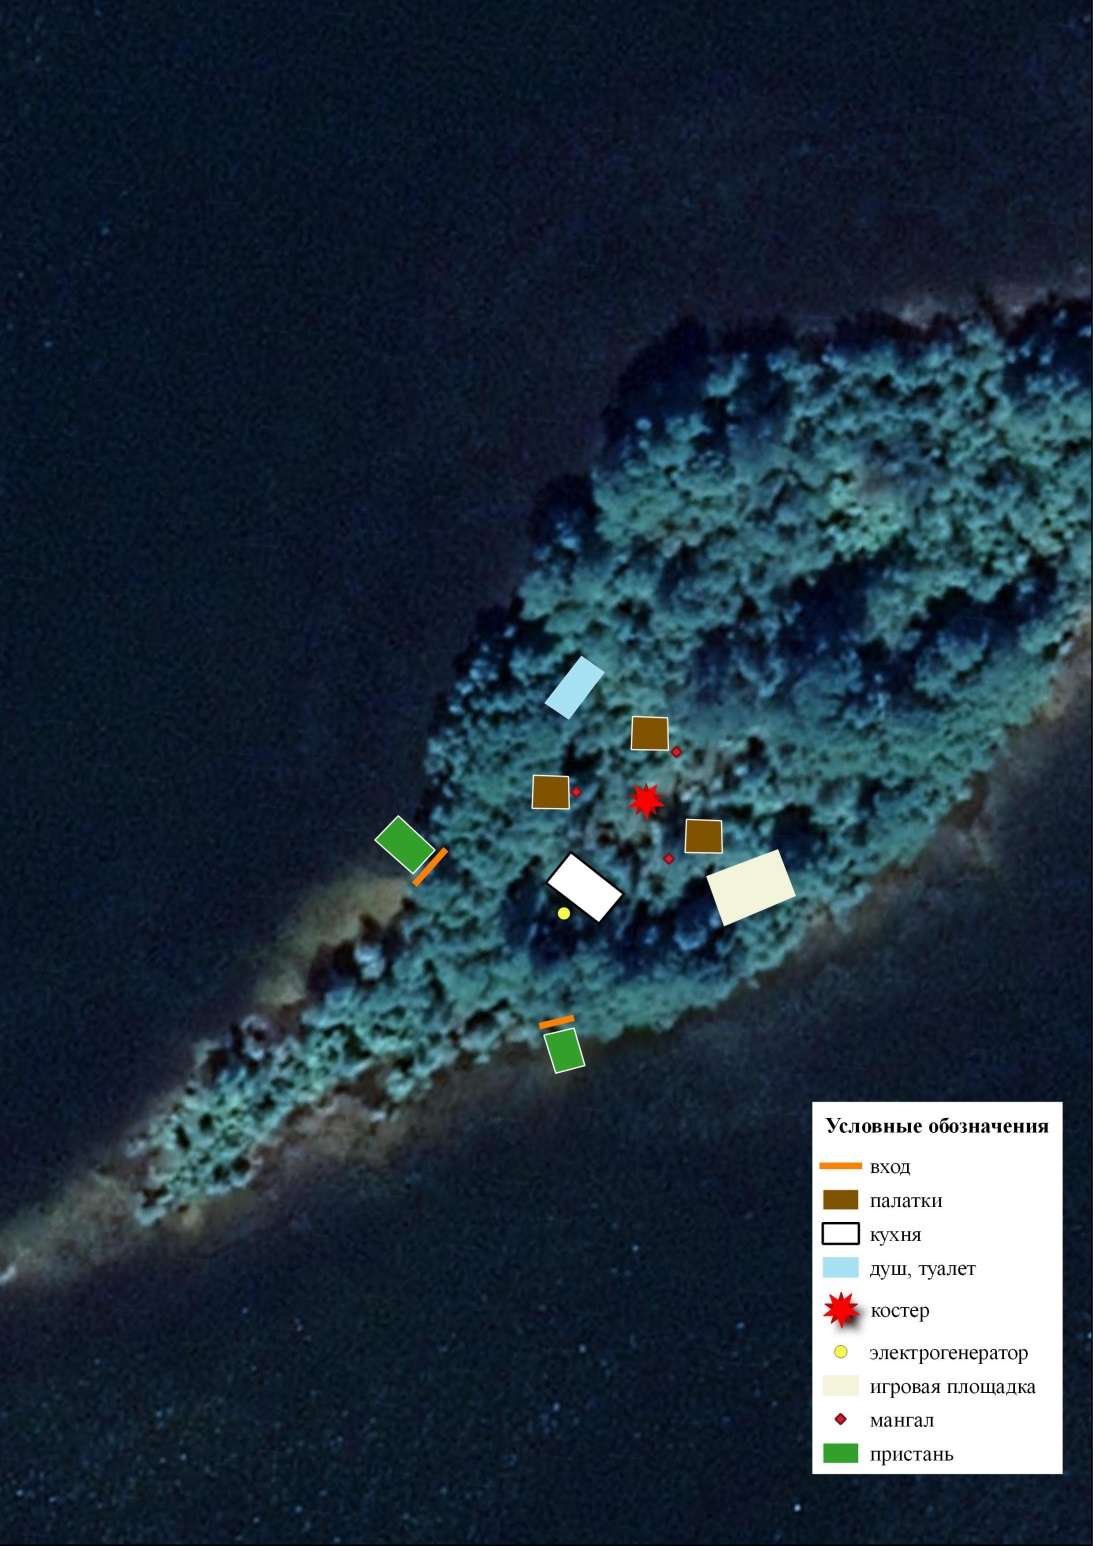 Условные обозначения
вход
палатки
кухня
душ, туалет
костер
электрогенератор
игровая площадка
мангал
пристань